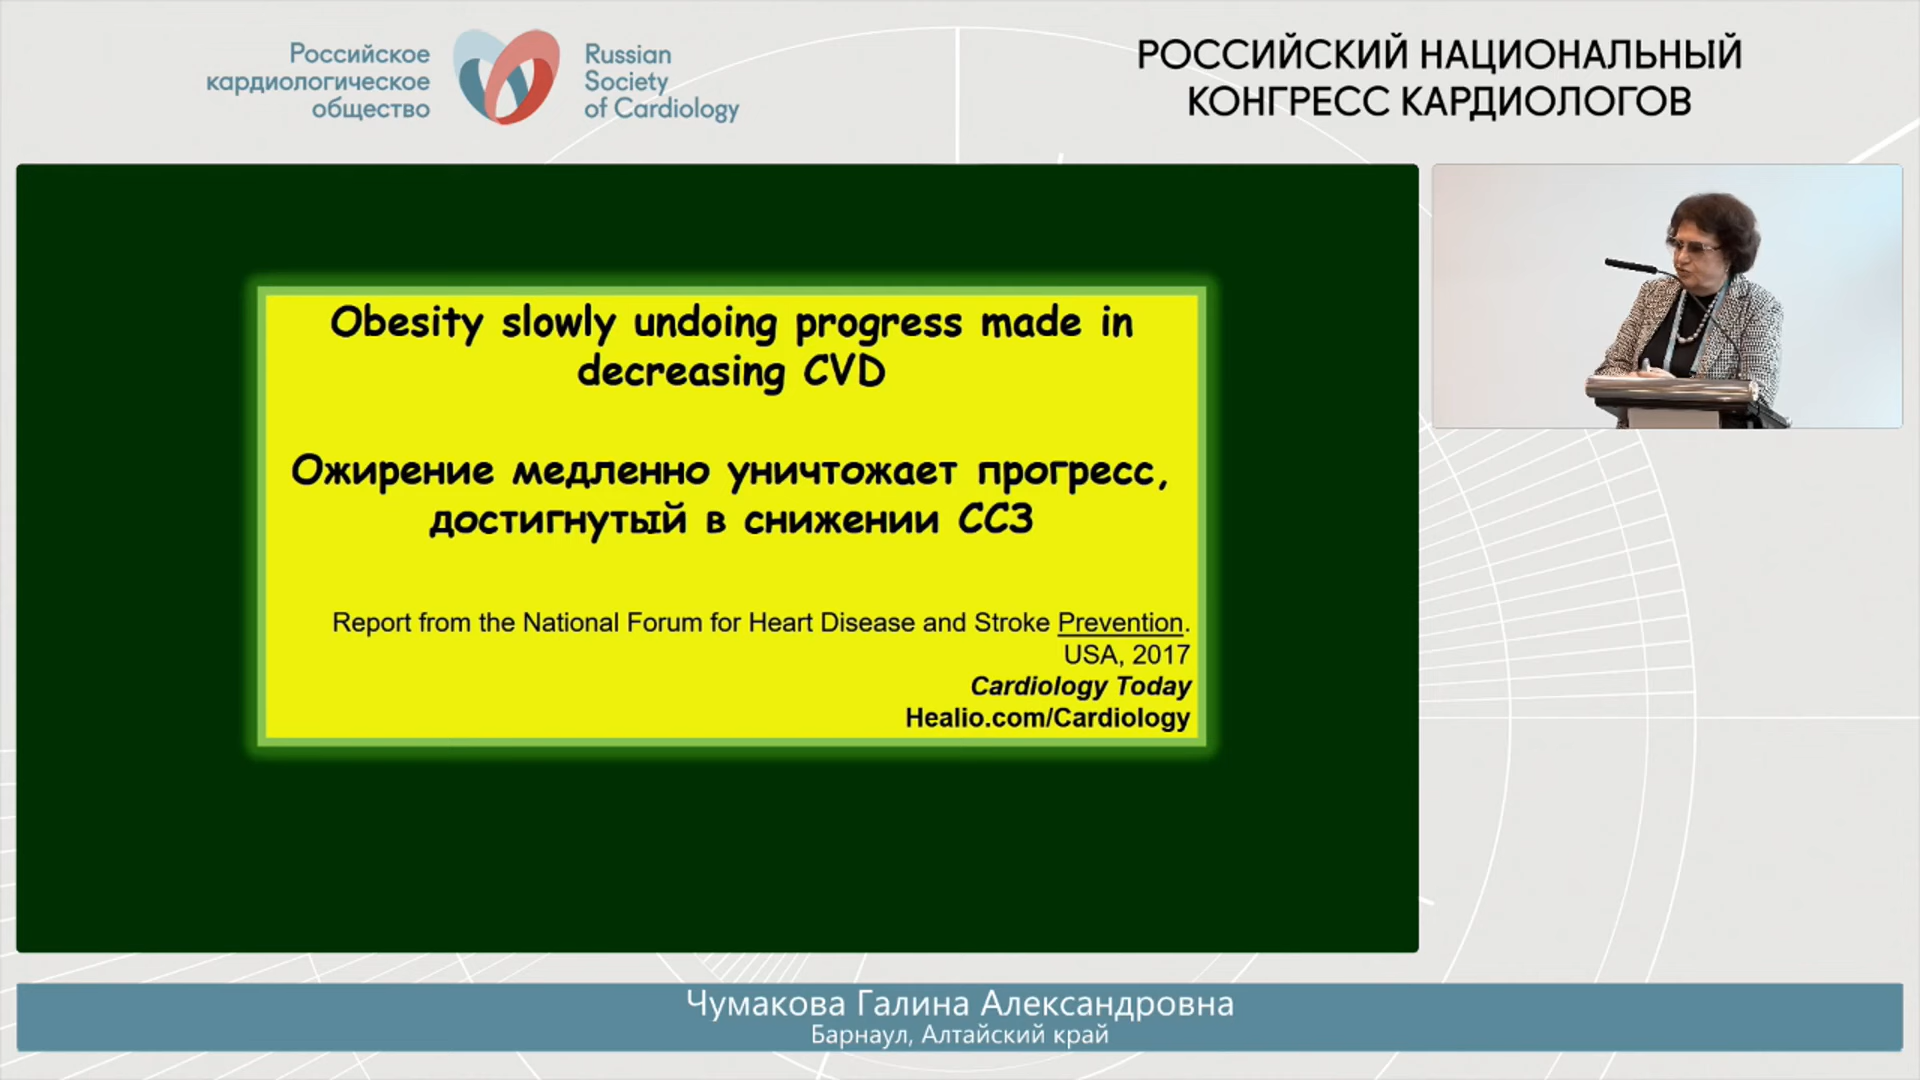 Российское
кардиологическое
общество
Russian
Society
of Cardiology
РОССИЙСКИЙ НАЦИОНАЛЬНЫЙ
КОНГРЕСС КАРДИОЛОГОВ
Obesity slowly undoing progress made in
decreasing CVD
Ожирение медленно уничтожает прогресс,
достигнутый в снижении ССЗ
Report from the National Forum for Heart Disease and Stroke Prevention.
USA, 2017
Cardiology Today
Healio.com/Cardiology
Чумакова Галина Александровна
Барнаул, Алтайский край